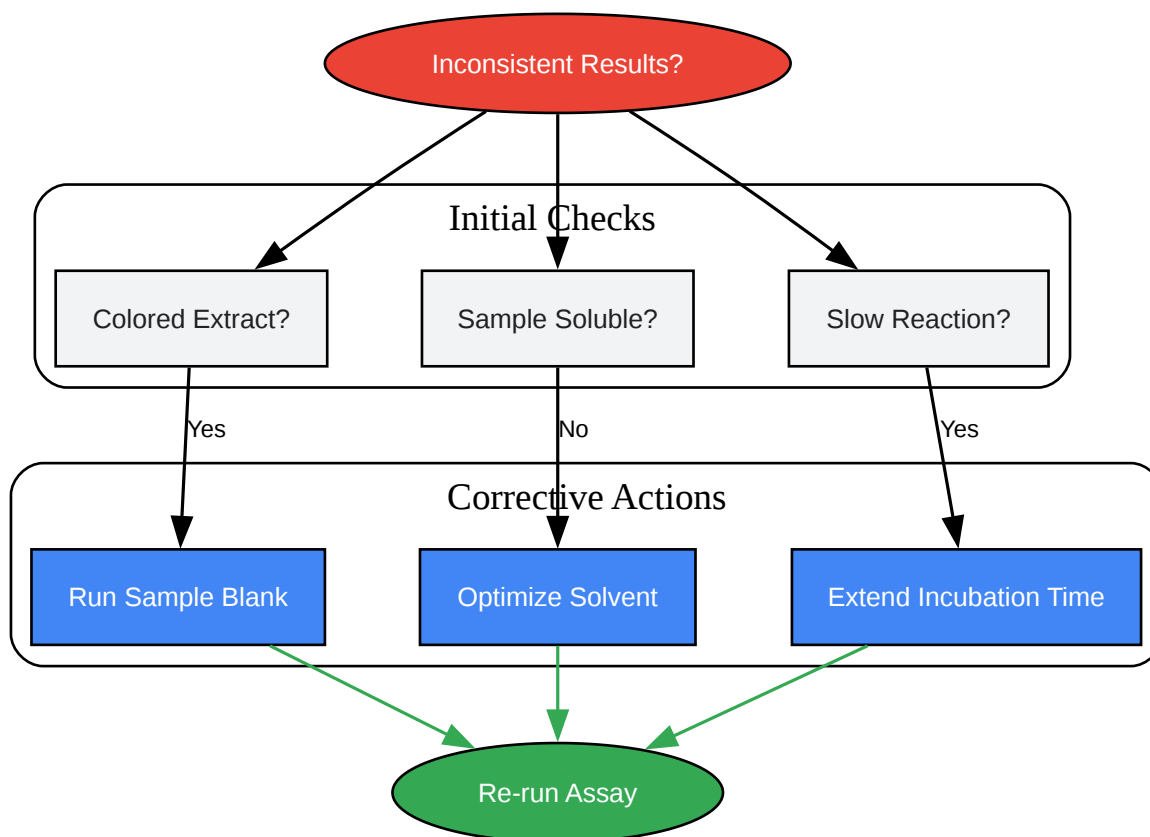 Inconsistent Results?
Initial Checks
Colored Extract?
Sample Soluble?
Slow Reaction?
Yes
No
Yes
Corrective Actions
Run Sample Blank
Optimize Solvent
Extend Incubation Time
Re-run Assay